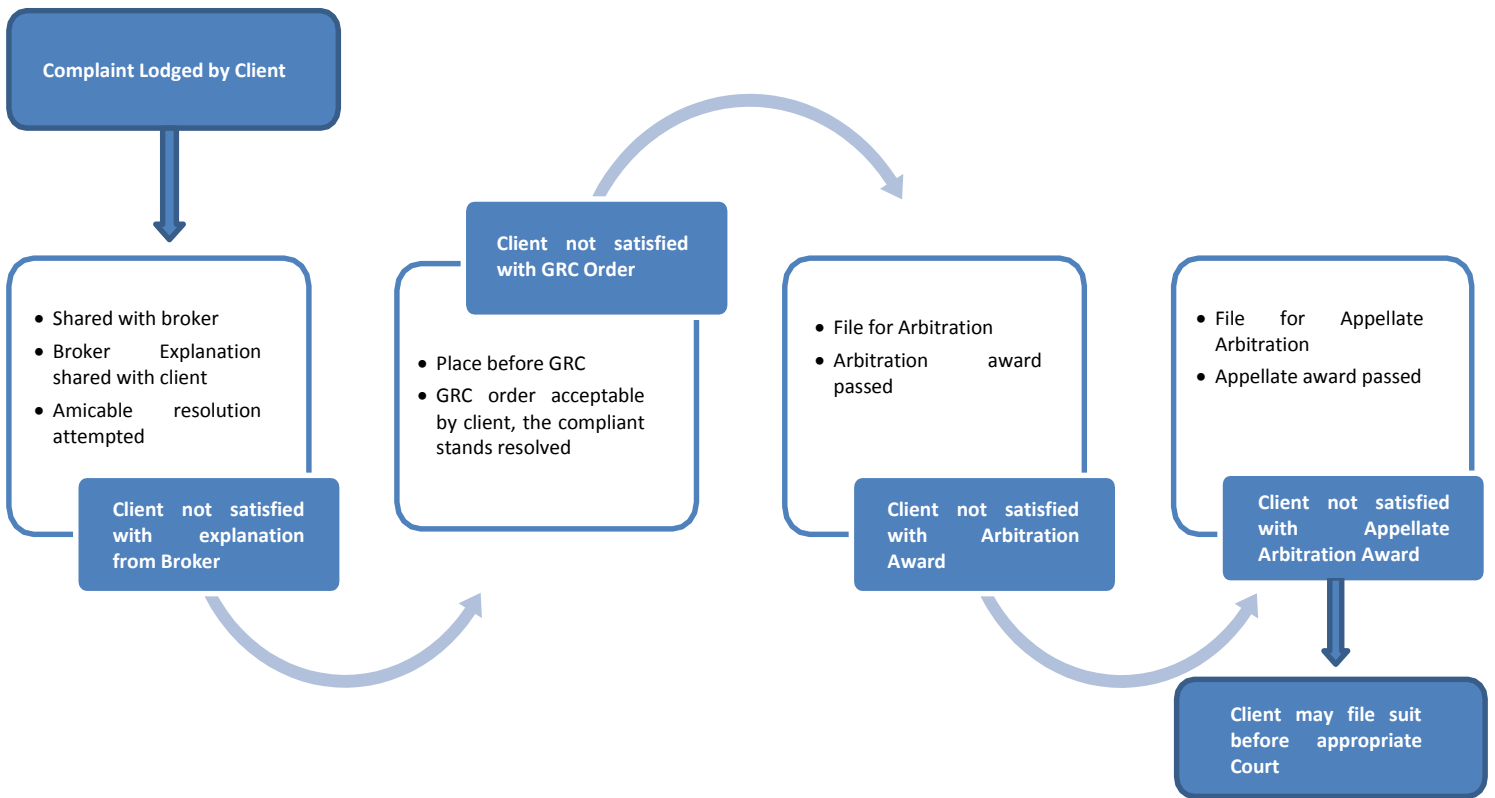 Complaint Lodged by Client
• Shared with broker
• Broker Explanation
shared with client
• Amicable resolution
attempted
Client not satisfied
with explanation
from Broker
Client not satisfied
with GRC Order
• Place before GRC
• GRC order acceptable
by client, the compliant
stands resolved
• File for Arbitration
• Arbitration award
passed
Client not satisfied
with Arbitration
Award
• File for Appellate
Arbitration
• Appellate award passed
Client not satisfied
with Appellate
Arbitration Award
Client may file suit
before appropriate
Court